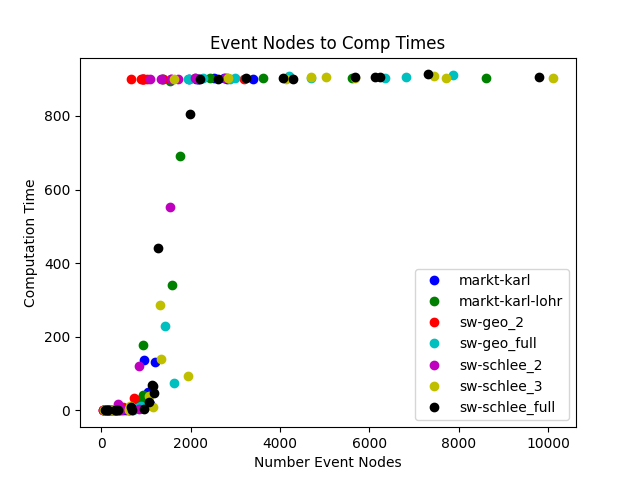 Event Nodes to Comp Times
Computation Time
800
600
400
200
0
0 2000 4000 6000 8000 10000
Number Event Nodes
markt-karl
markt-karl-lohr
sw-geo_2
sw-geo_full
sw-schlee_2
sw-schlee_3
sw-schlee_full